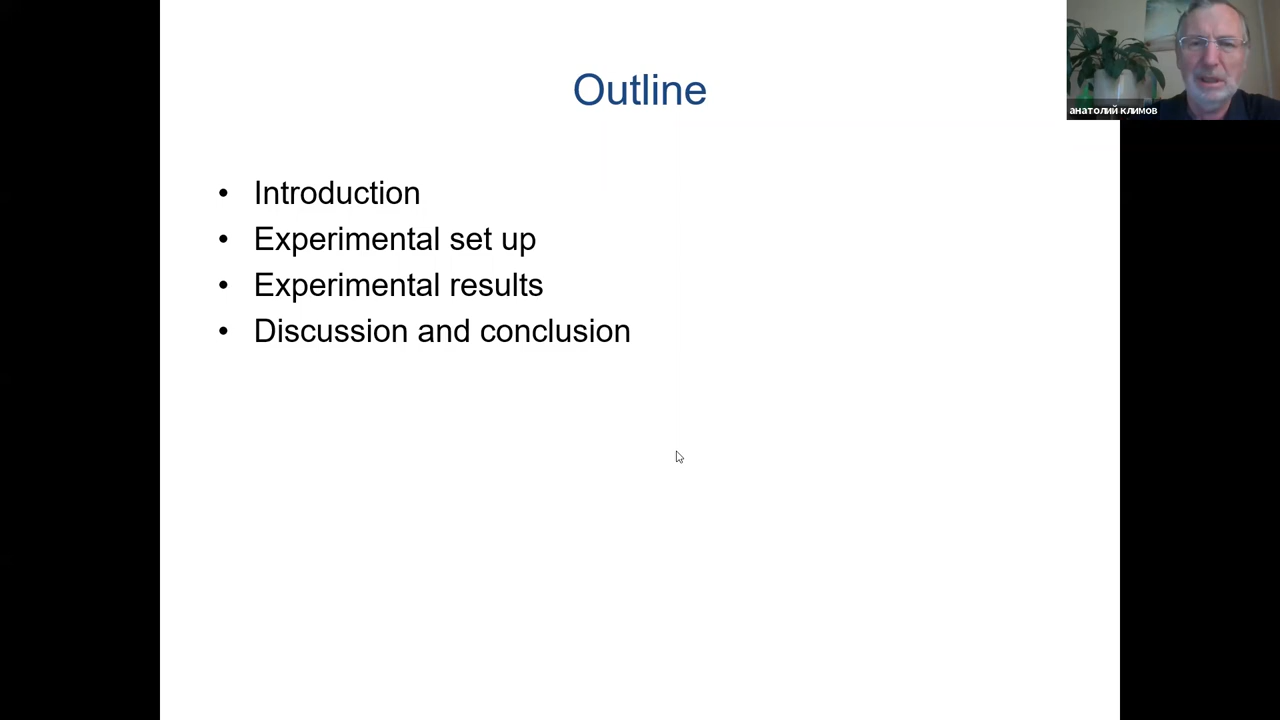 Outline
анатолий климов
• Introduction
• Experimental set up
• Experimental results
• Discussion and conclusion